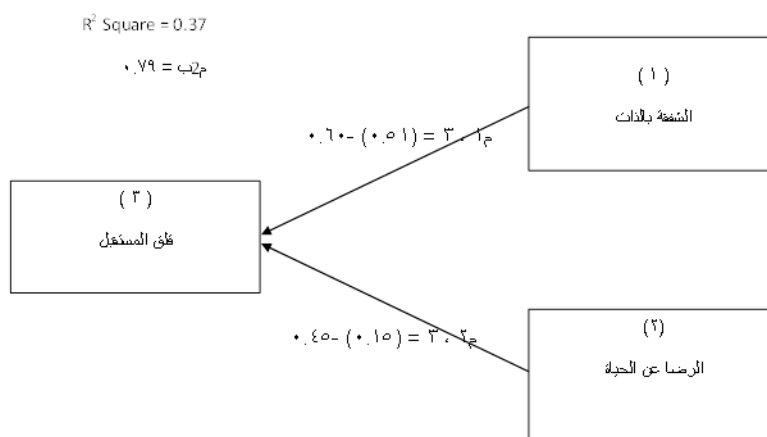 R² Square = 0.37
م2ب = ٠.٧٩
( ١ )
الشفقة بالذات
م١ ، ٣ = (٠.٥١) -٠.٦٠
( ٣ )
قلق المستقبل
م٢ ، ٣ = (٠.١٥) -٠.٤٥
(٢)
الرضا عن الحياة